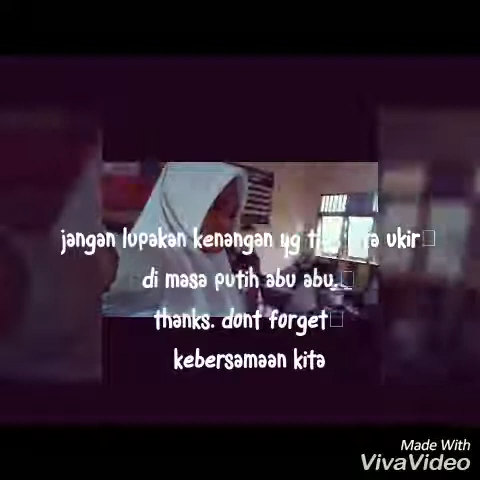 jangan lupakan kenangan yg ukir
di masa putih abu abu.
thanks. dont forget
kebersamaan kita
Made With
VivaVideo